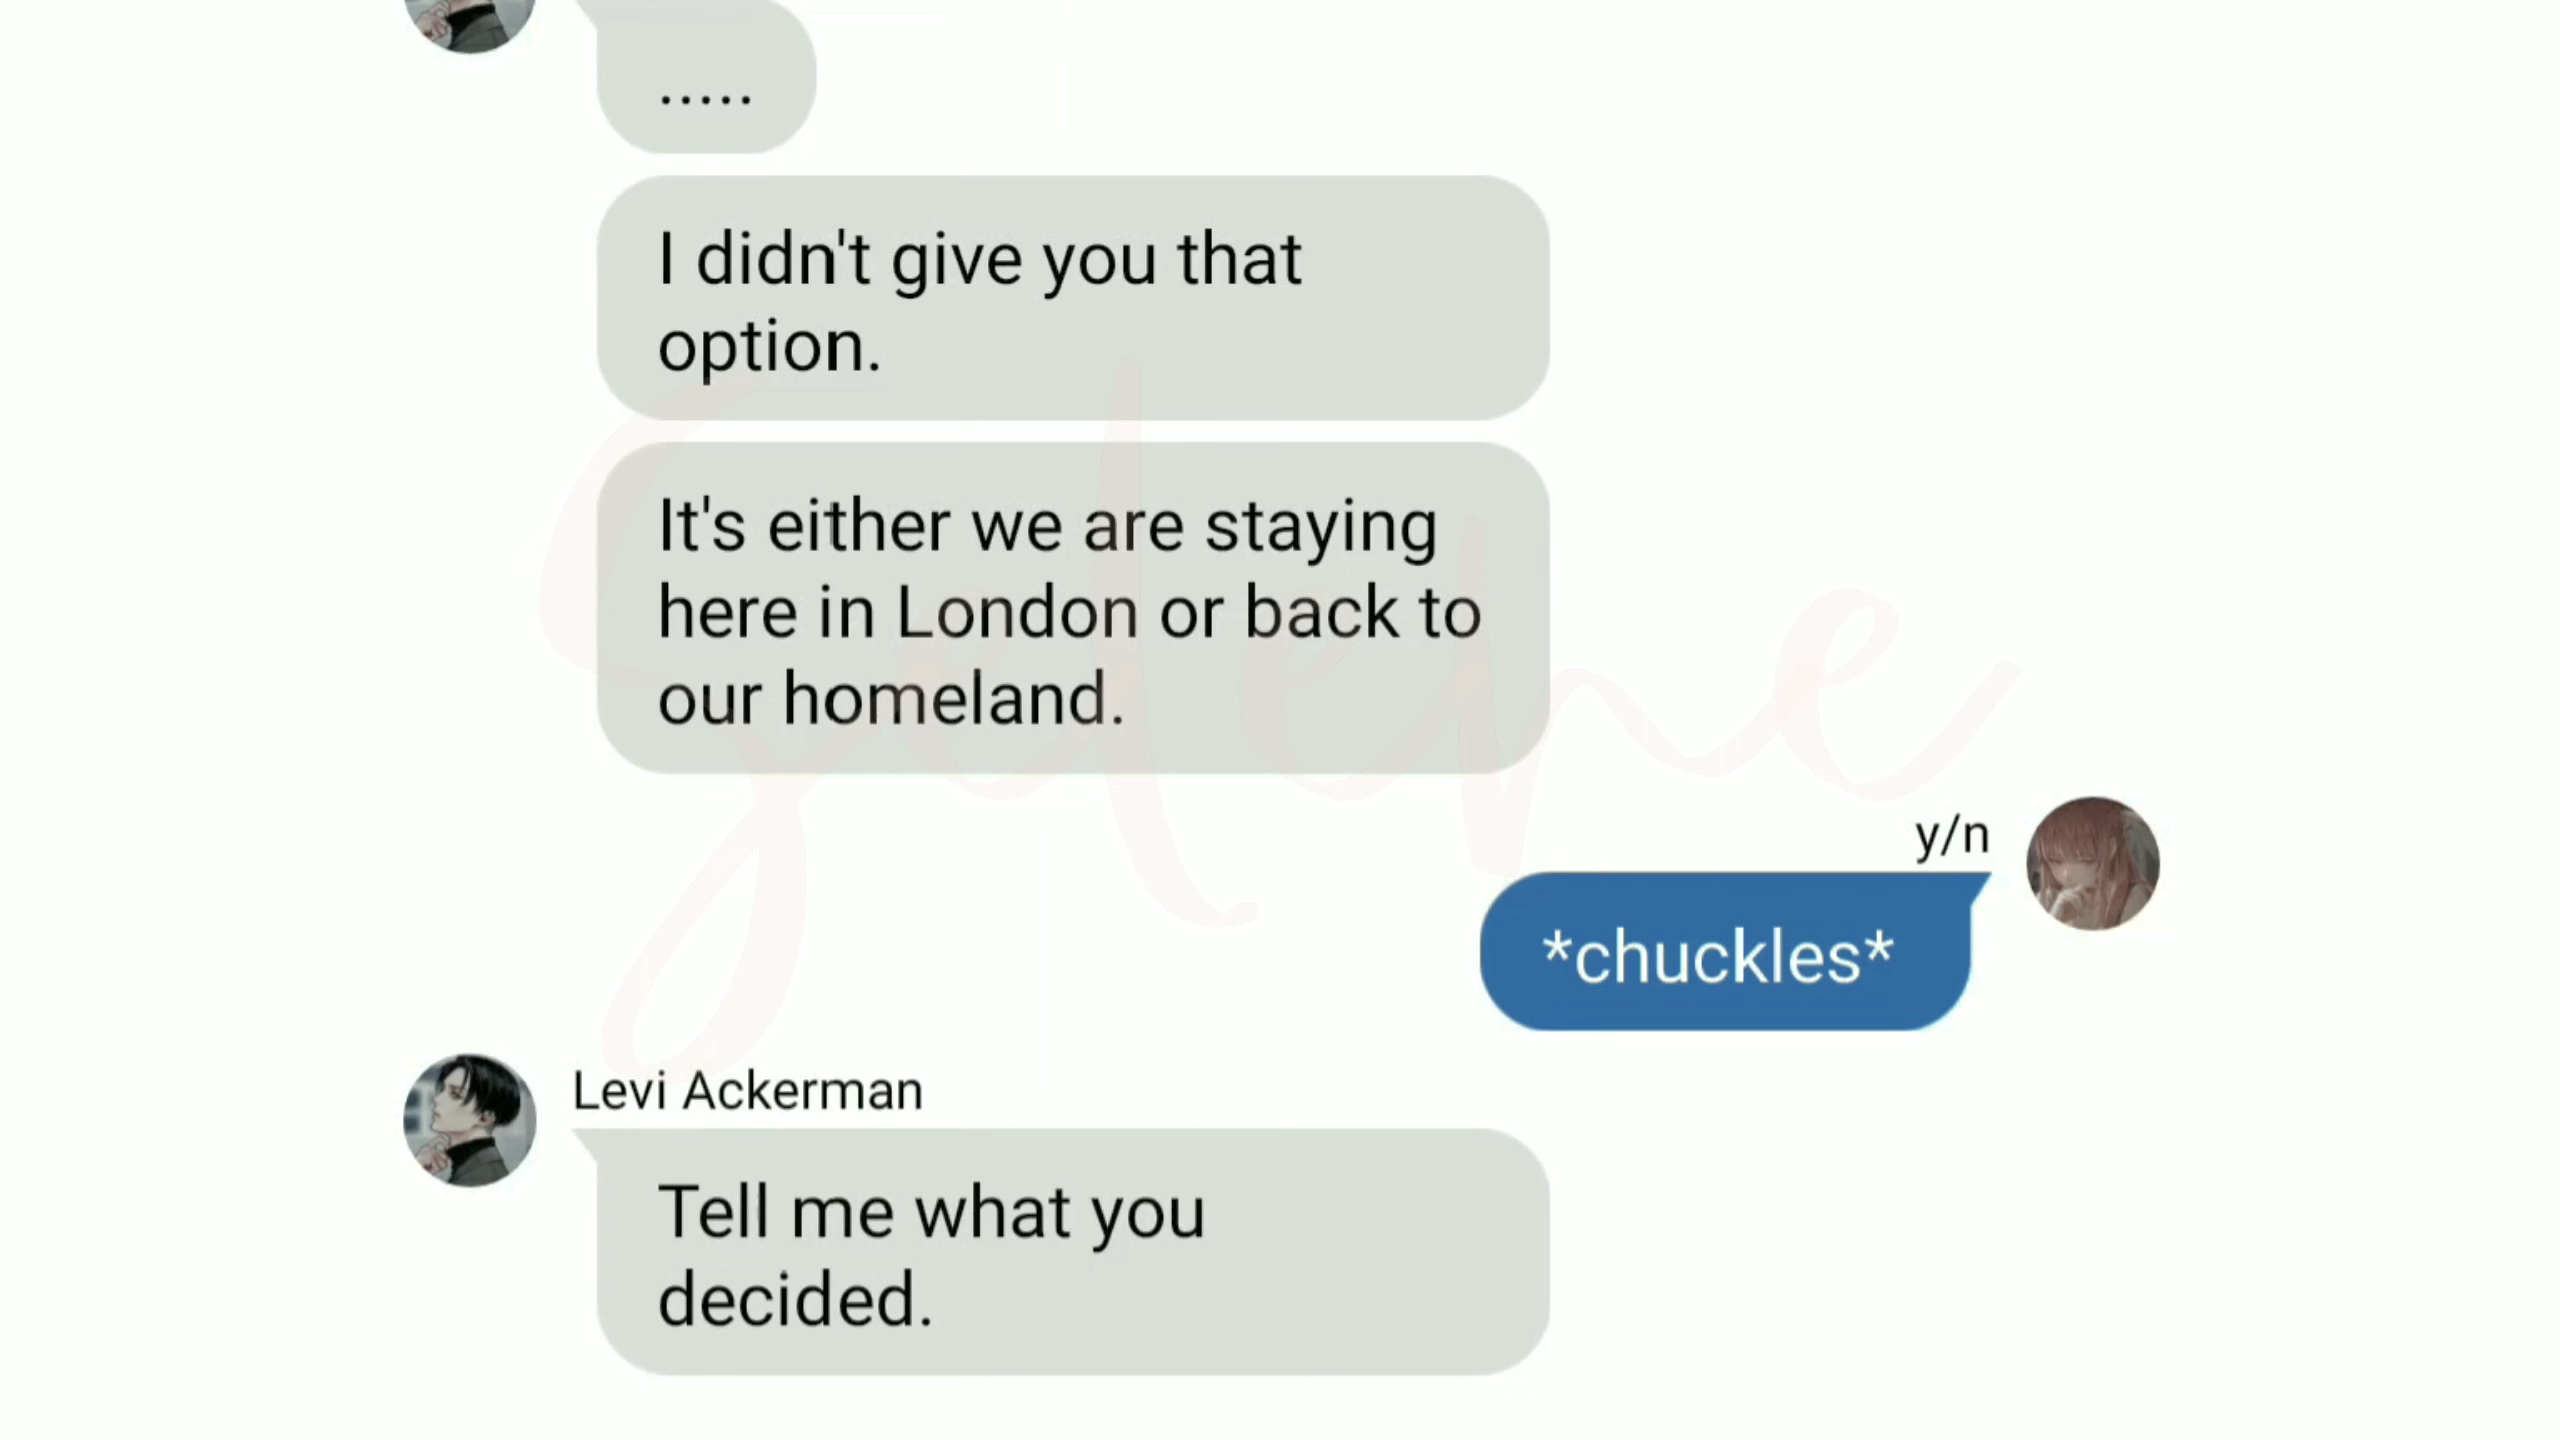 .....
I didn't give you that
option.
It's either we are staying
here in London or back to
our homeland.
y/n
*chuckles*
Levi Ackerman
Tell me what you
decided.
Selene